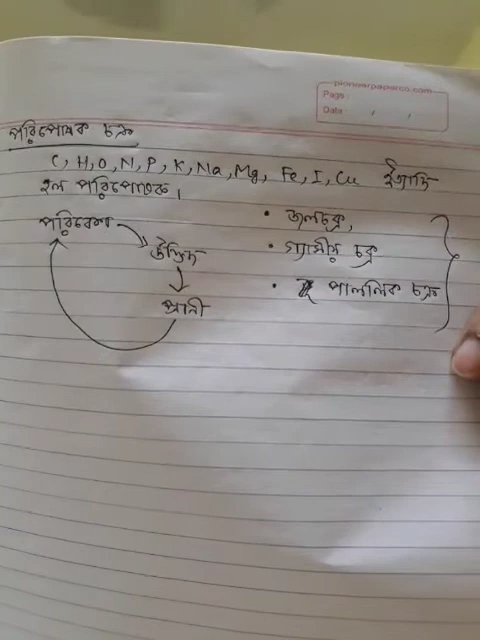 pioneerpaperco.com
Page :
Date
পরিপোষক চক্র
C, H, O, N, P, K, Na, Mg, Fe, I, Cu ইত্যাদি
হল পরিপোষক।
পরিবেশ
উদ্ভিদ
প্রানী
• জলচক্র,
• গ্যাসীয় চক্র
• পাললিক চক্র